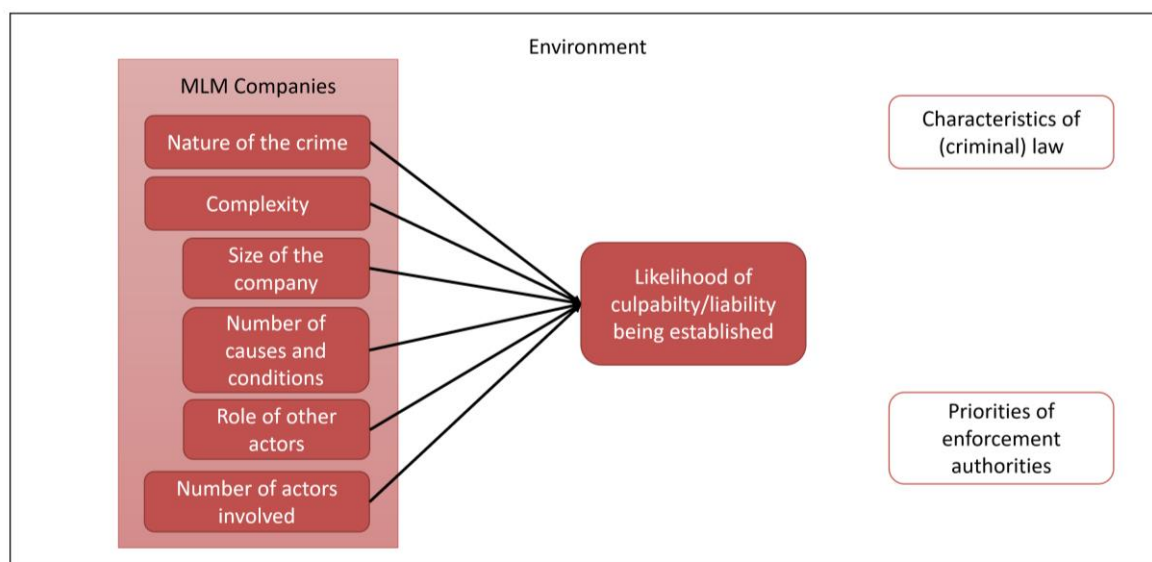 Environment
MLM Companies
Nature of the crime
Complexity
Size of the
company
Number of
causes and
conditions
Role of other
actors
Number of actors
involved
Likelihood of
culpabilty/liability
being established
Characteristics of
(criminal) law
Priorities of
enforcement
authorities